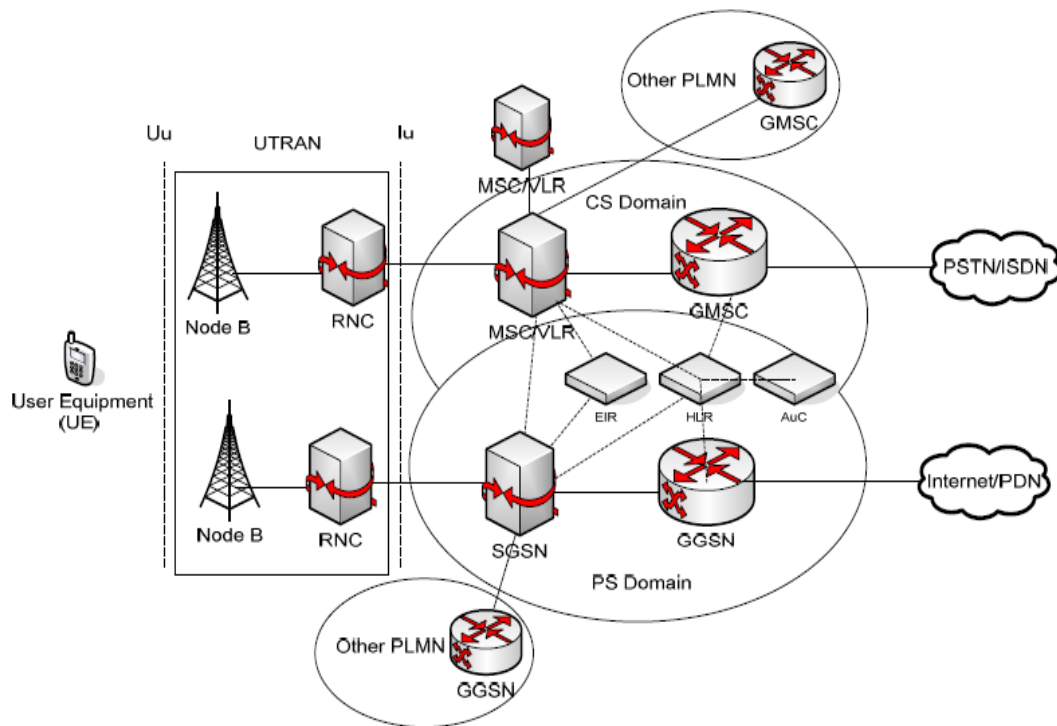 Other PLMN
GMSC
Uu
UTRAN
Iu
MSC/VLR
CS Domain
PSTN/ISDN
Node B
RNC
MSC/VLR
GMSC
User Equipment
(UE)
EIR
HLR
AuC
Internet/PDN
Node B
RNC
SGSN
GGSN
PS Domain
Other PLMN
GGSN